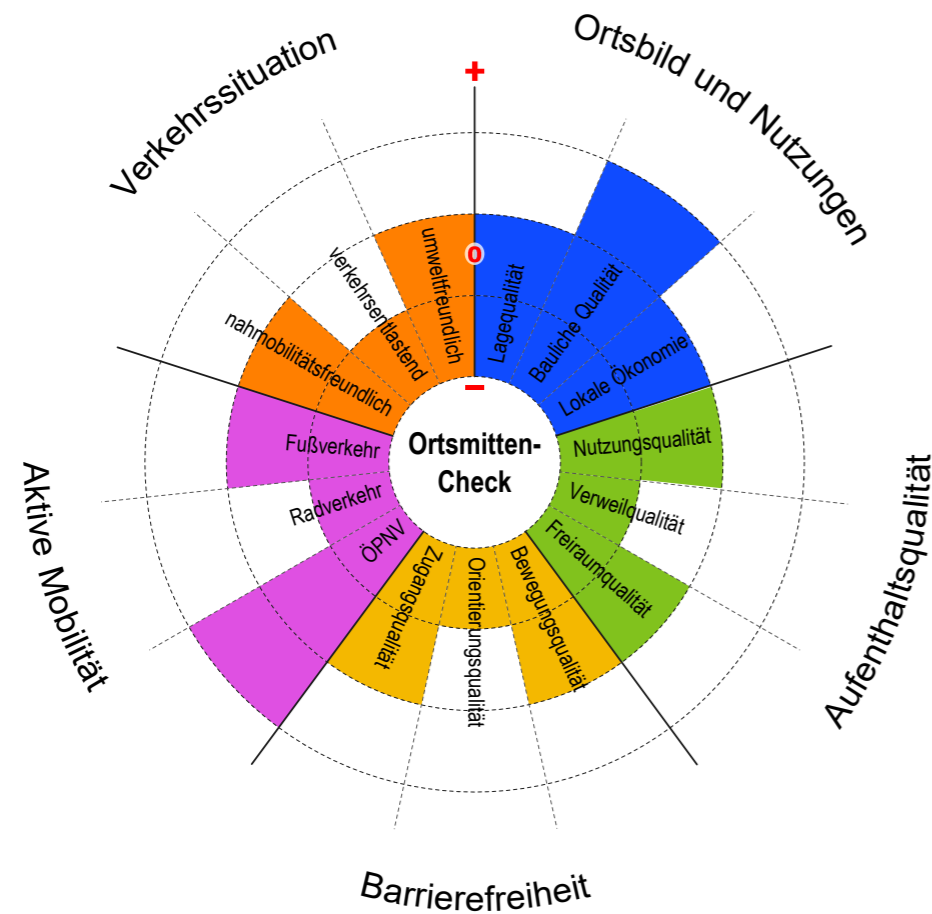 Verkehrssituation
Ortsbild und Nutzungen
+
o
–
umweltfreundlich
verkehrsentlastend
nahmobilitätsfreundlich
Lagequalität
Bauliche Qualität
Lokale Ökonomie
Ortsmitten-
Check
Fußverkehr
Radverkehr
ÖPNV
Nutzungsqualität
Verweilqualität
Freiraumqualität
Zugangsqualität
Orientierungsqualität
Bewegungsqualität
Aktive Mobilität
Aufenthaltsqualität
Barrierefreiheit